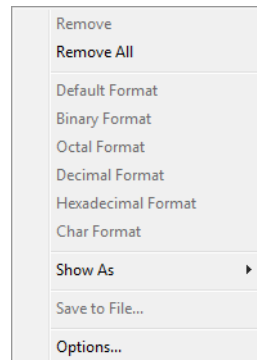 Remove
Remove All
Default Format
Binary Format
Octal Format
Decimal Format
Hexadecimal Format
Char Format
Show As
Save to File...
Options...